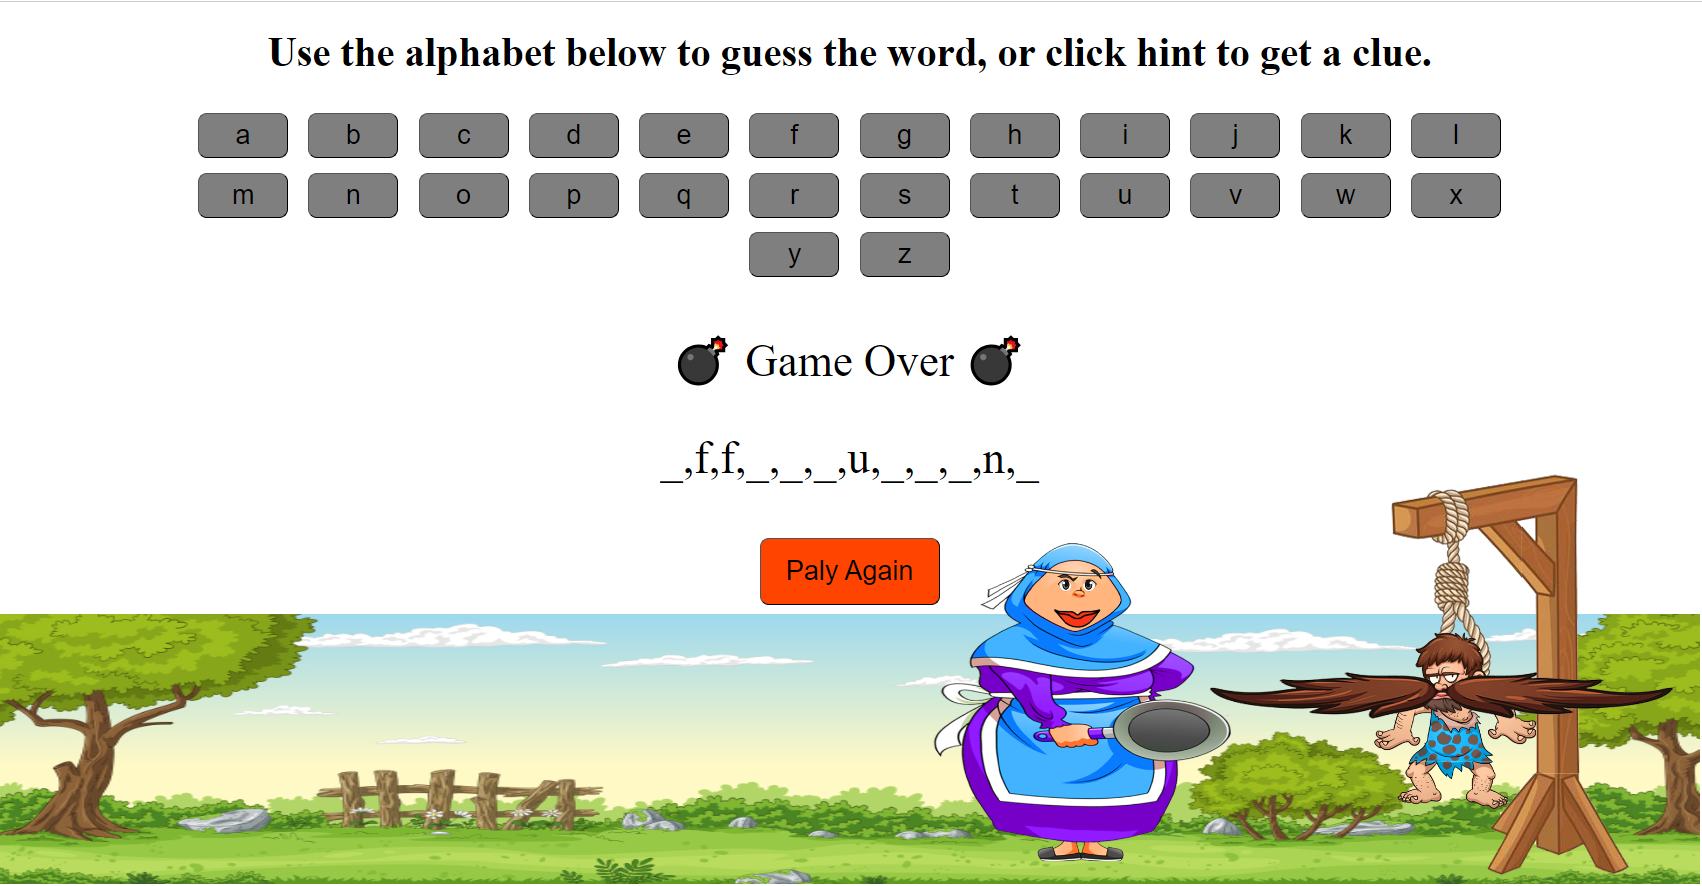 Use the alphabet below to guess the word, or click hint to get a clue.
a b c d e f g h i j k l
m n o p q r s t u v w x
y z
💣 Game Over 💣
_,f,f,_,_,_,u,_,_,_,n,_
Paly Again